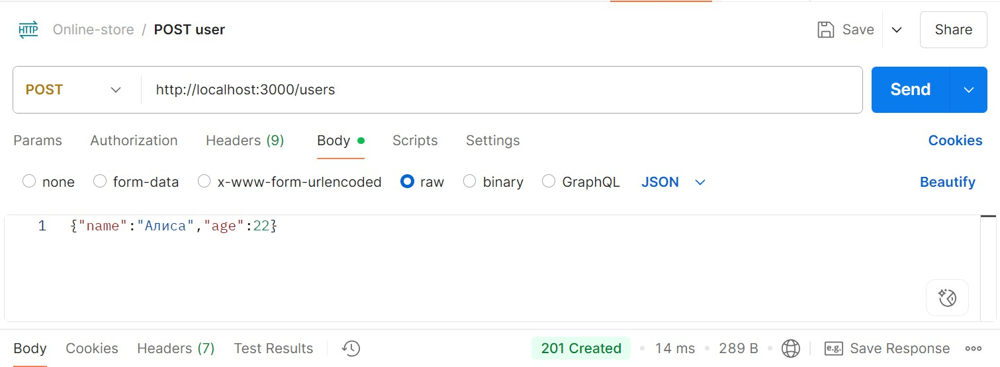 HTTP Online-store / POST user Save Share
POST http://localhost:3000/users Send
Params Authorization Headers (9) Body Scripts Settings Cookies
none form-data x-www-form-urlencoded raw binary GraphQL JSON Beautify
1 {"name":"Алиса","age":22}
Body Cookies Headers (7) Test Results 201 Created 14 ms 289 B e.g. Save Response